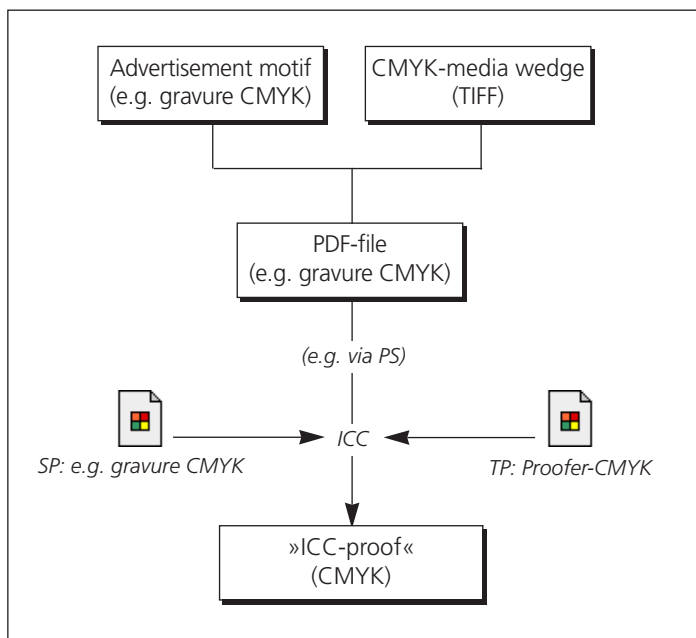 Advertisement motif
(e.g. gravure CMYK)
CMYK-media wedge
(TIFF)
PDF-file
(e.g. gravure CMYK)
(e.g. via PS)
ICC
SP: e.g. gravure CMYK
TP: Proofer-CMYK
»ICC-proof«
(CMYK)